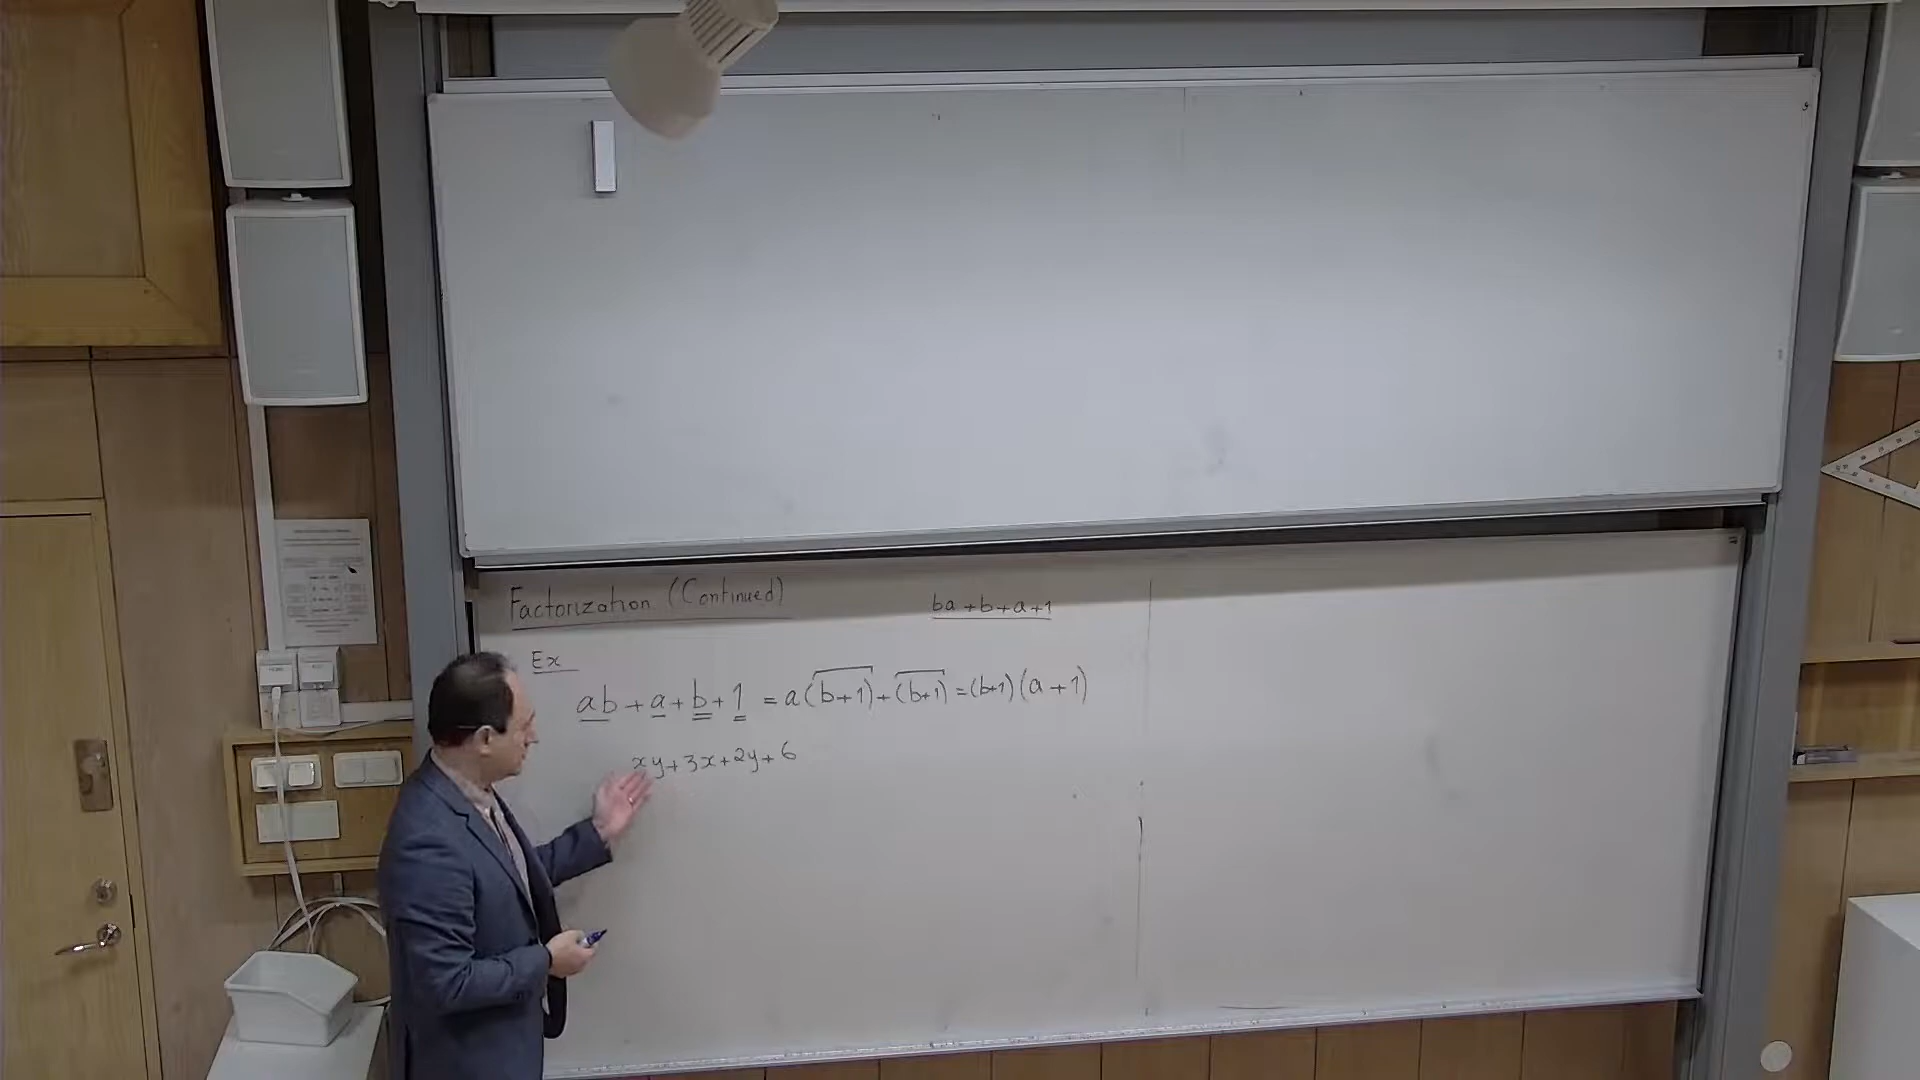 Factorization (Continued)
ba+b+a+1
Ex
ab+a+b+1 = a(b+1)+(b+1)=(b+1)(a+1)
xy+3x+2y+6